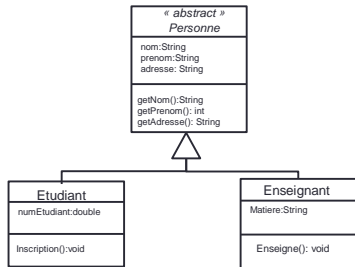 « abstract »
Personne
nom:String
prenom:String
adresse: String
getNom():String
getPrenom(): int
getAdresse(): String
Etudiant
numEtudiant:double
Inscription():void
Enseignant
Matiere:String
Enseigne(): void